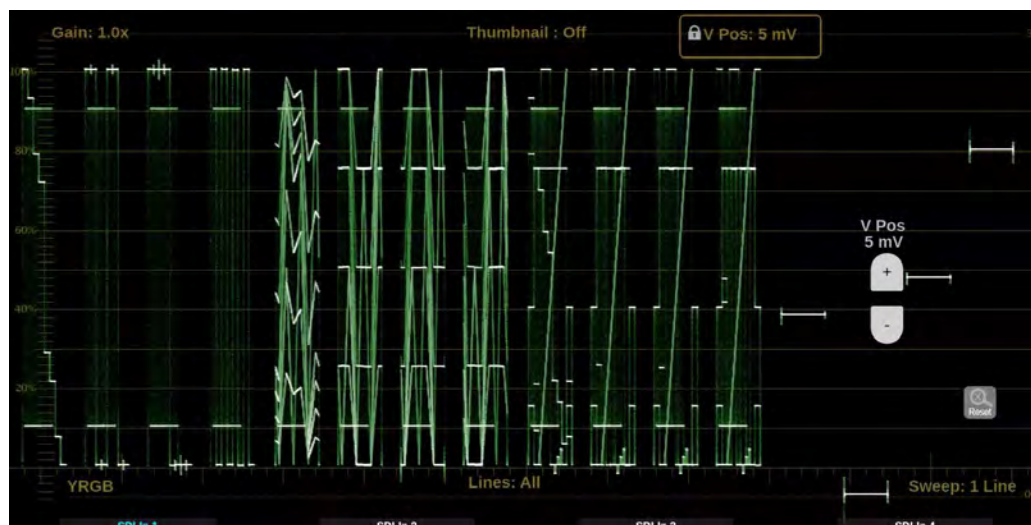 Gain: 1.0x
Thumbnail : Off
V Pos: 5 mV
100%
80%
V Pos
5 mV
+
60%
40%
-
20%
Reset
YRGB
Lines: All
Sweep: 1 Line